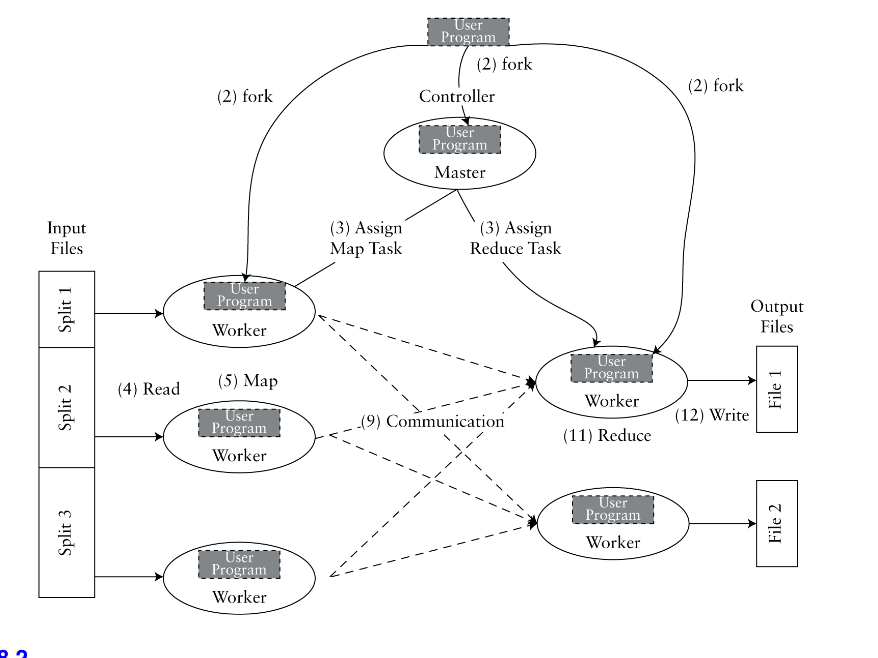 User
Program
(2) fork
(2) fork
(2) fork
Controller
User
Program
Master
(3) Assign
Map Task
(3) Assign
Reduce Task
Input
Files
Split 1
Split 2
Split 3
User
Program
Worker
(4) Read
(5) Map
User
Program
Worker
User
Program
Worker
(9) Communication
Output
Files
User
Program
Worker
(11) Reduce
(12) Write
File 1
User
Program
Worker
File 2